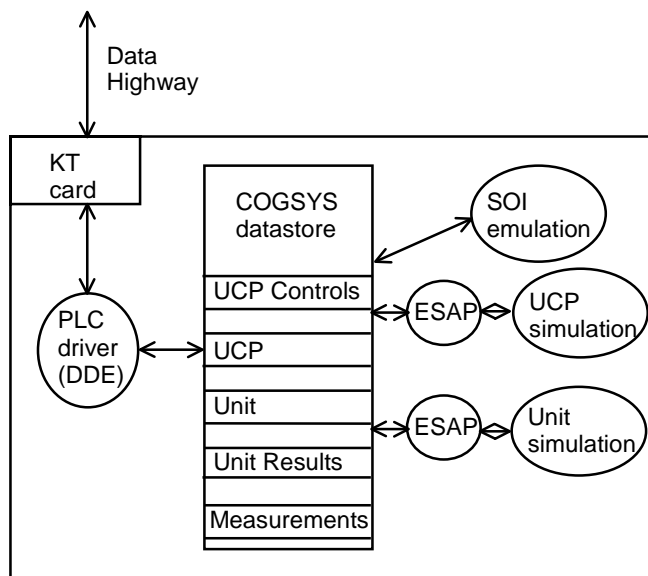 Data
Highway
KT
card
COGSYS
datastore
SOI
emulation
UCP Controls
ESAP
UCP
simulation
PLC
driver
(DDE)
UCP
Unit
ESAP
Unit
simulation
Unit Results
Measurements